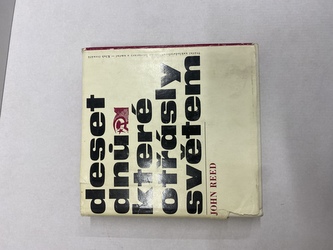 deset
dnů
které
otřásly
světem
JOHN REED